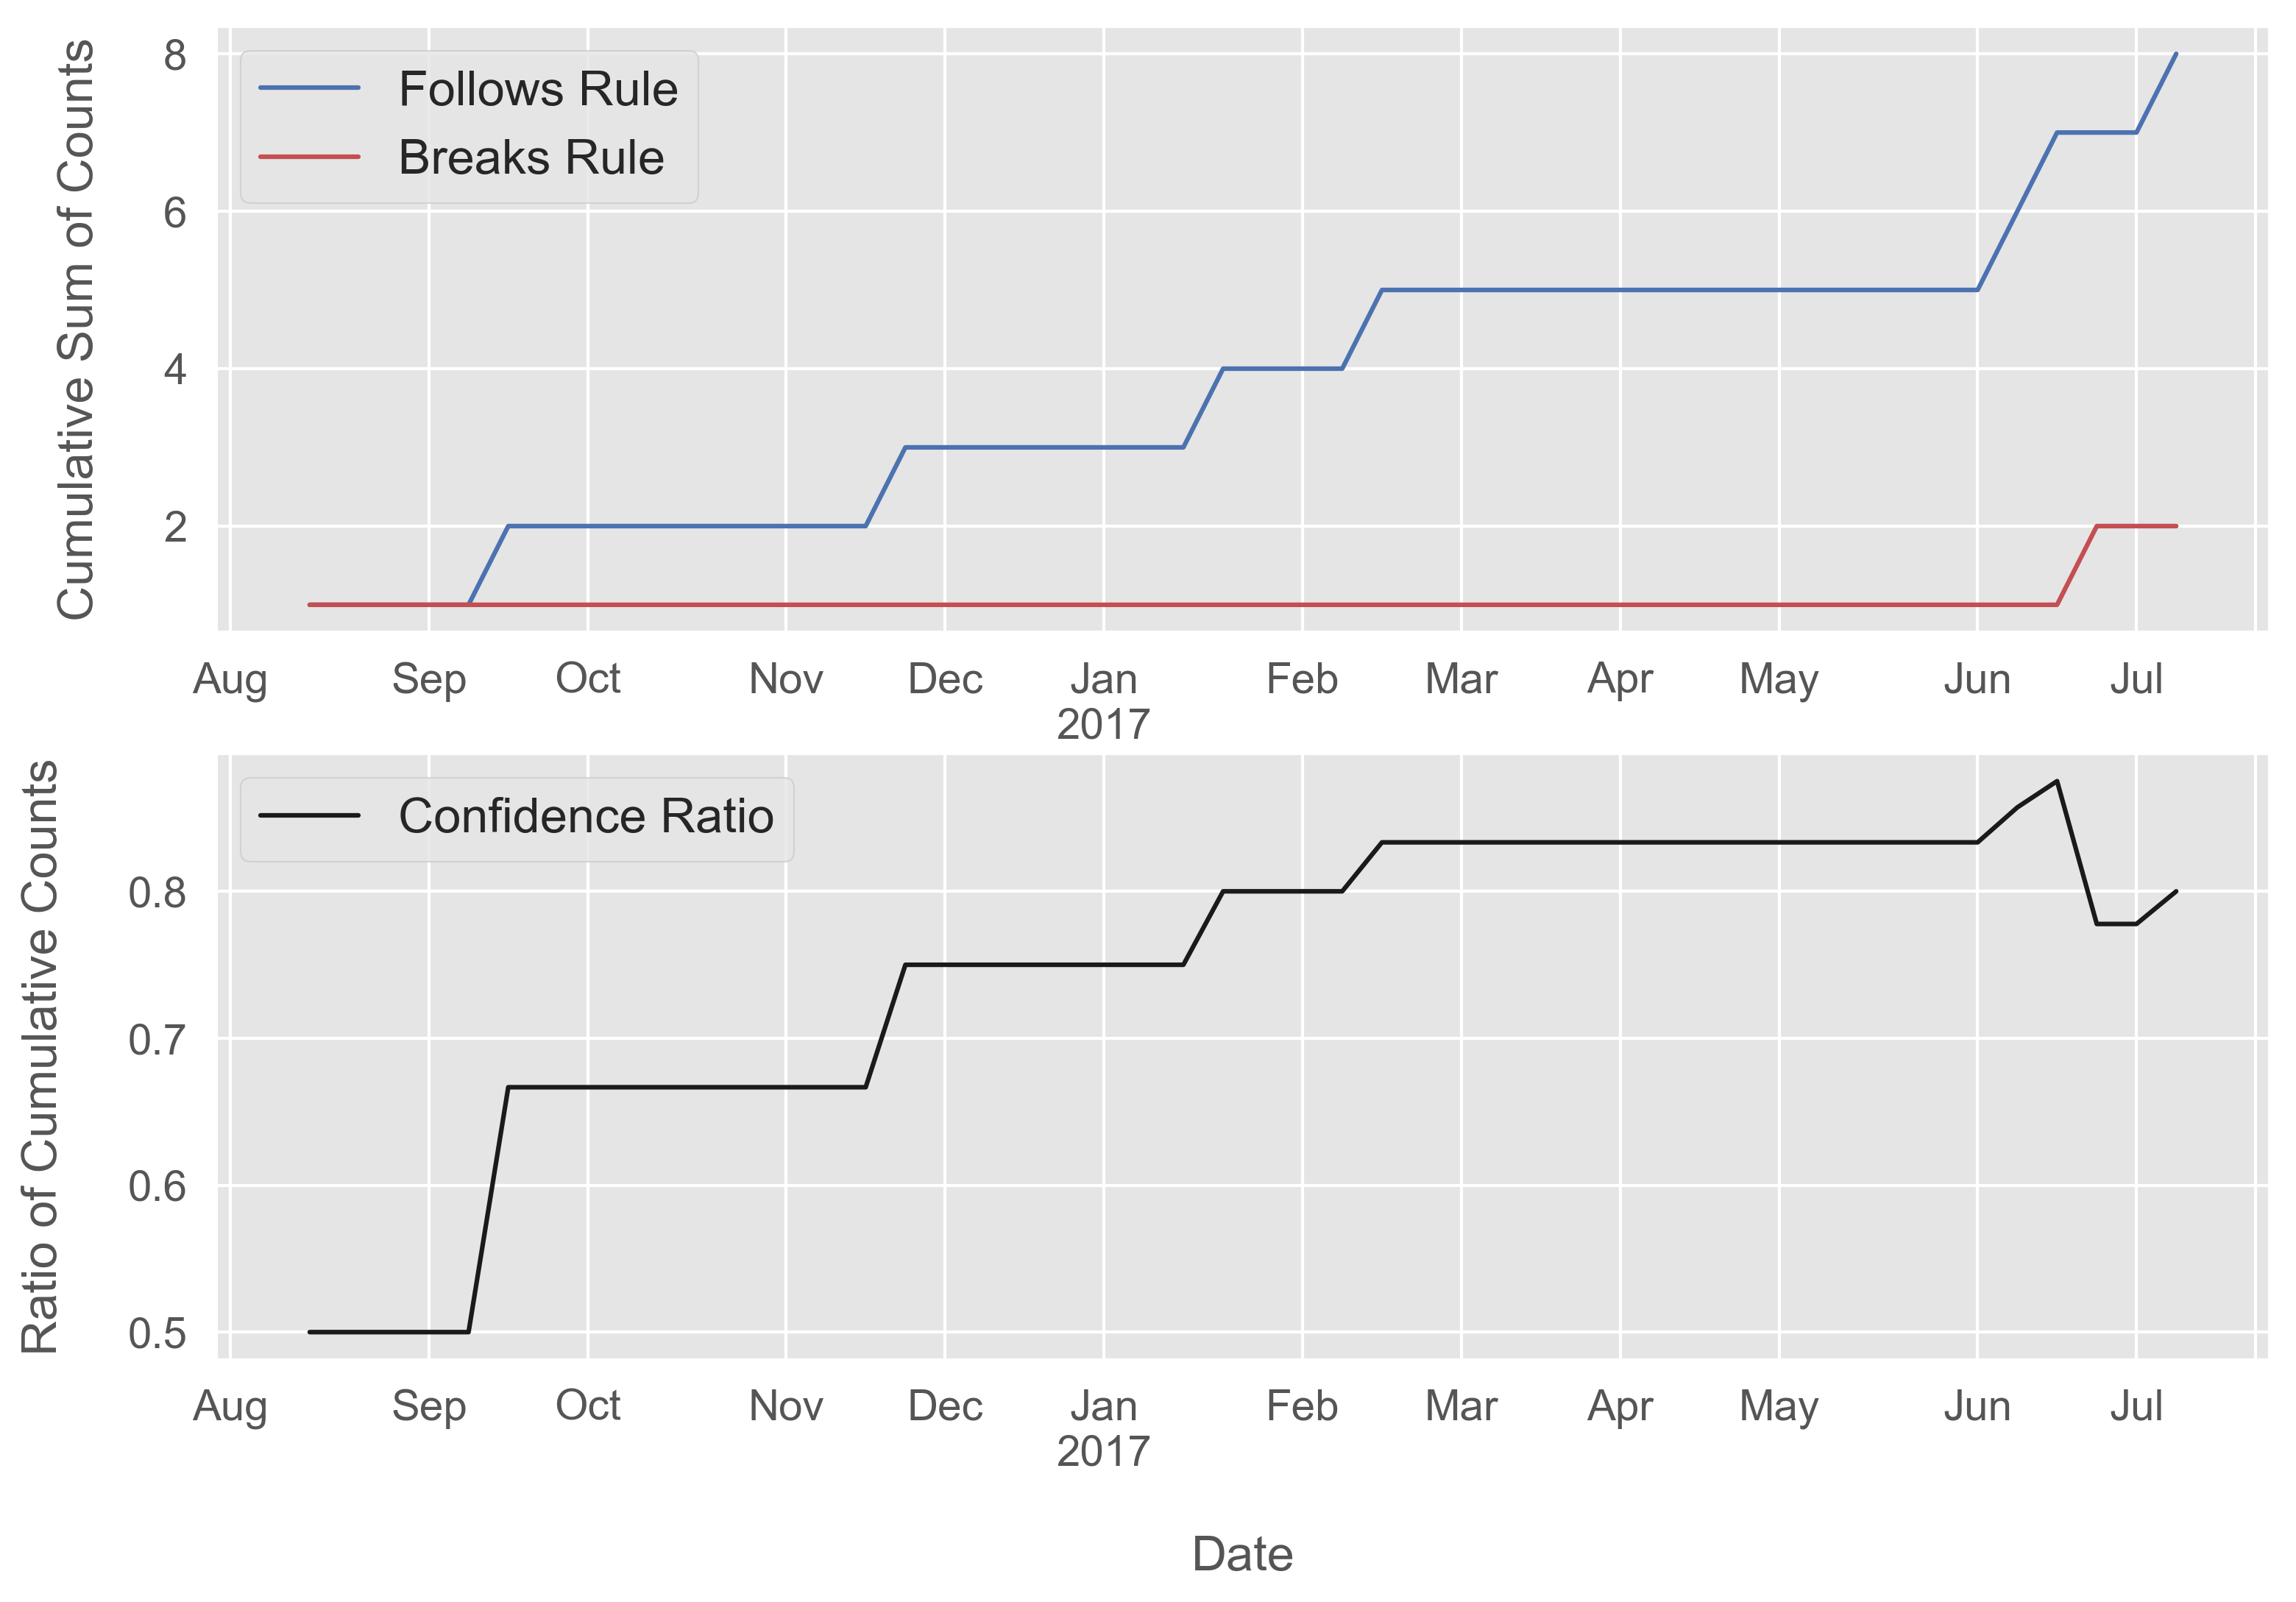 Cumulative Sum of Counts
8
6
4
2
Follows Rule
Breaks Rule
Aug Sep Oct Nov Dec Jan Feb Mar Apr May Jun Jul
2017
Ratio of Cumulative Counts
0.8
0.7
0.6
0.5
Confidence Ratio
Aug Sep Oct Nov Dec Jan Feb Mar Apr May Jun Jul
2017
Date